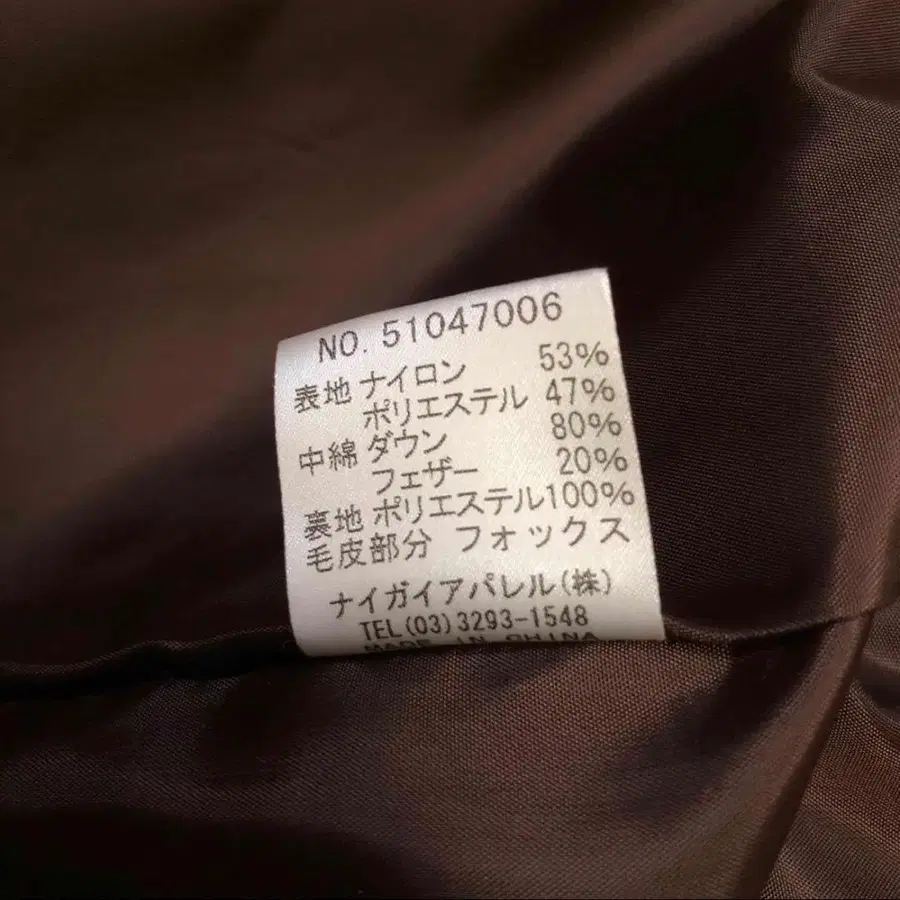 NO. 51047006
表地 ナイロン 53%
ポリエステル 47%
中綿 ダウン 80%
フェザー 20%
裏地 ポリエステル100%
毛皮部分 フォックス
ナイガイアパレル(株)
TEL(03)3293-1548
MADE IN CHINA